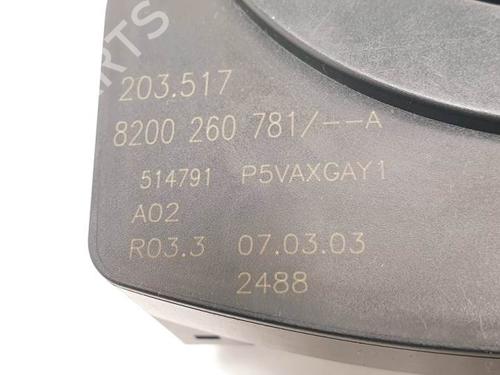 203.517
8200 260 781/--A
514791 P5VAXGAY1
A02
R03.3 07.03.03
2488